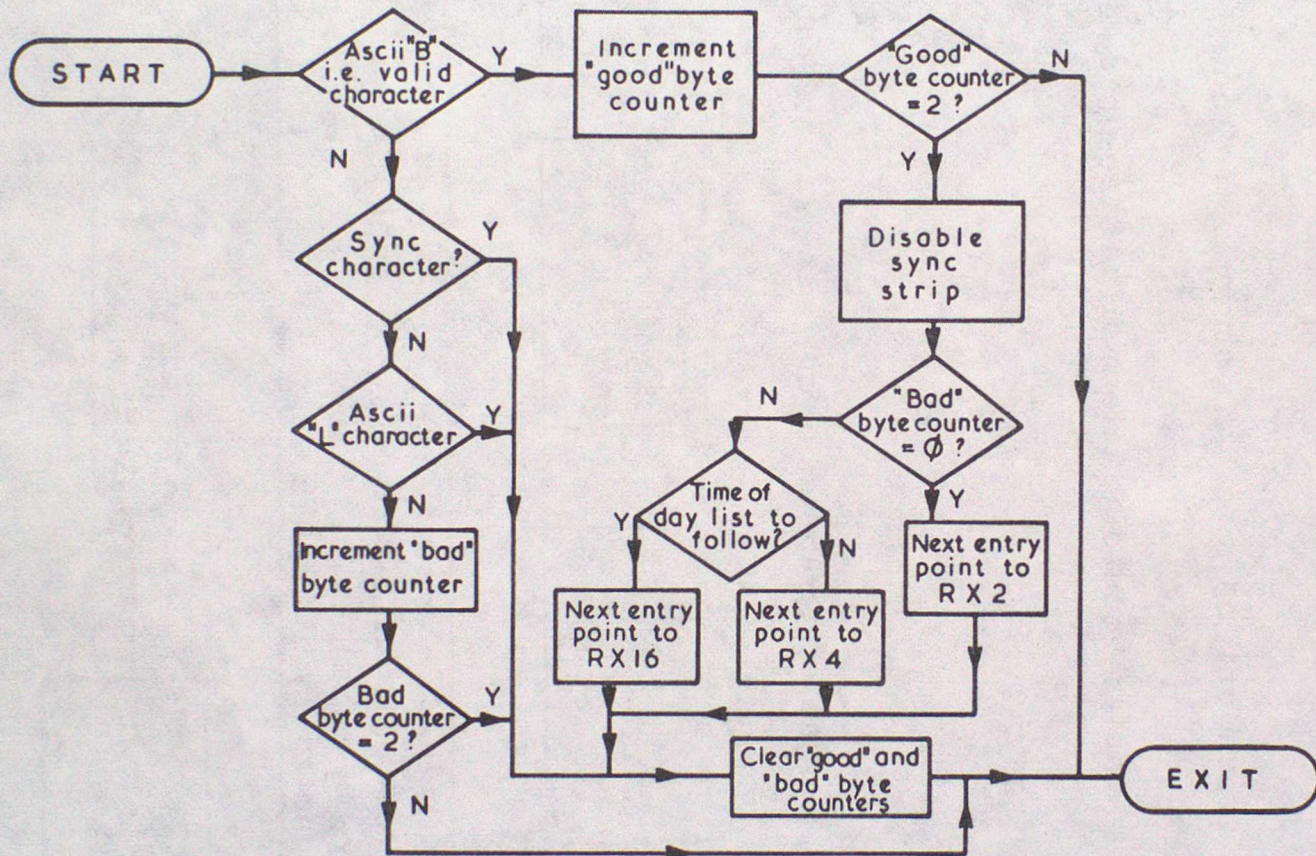 START
Ascii "B"
i.e. valid
character
Y
N
Increment
"good" byte
counter
"Good"
byte counter
= 2 ?
N
Y
Disable
sync
strip
"Bad"
byte counter
= Ø ?
N
Y
Time of
day list to
follow?
Y
N
Next entry
point to
RX16
Next entry
point to
RX4
Next entry
point to
RX2
Sync
character?
Y
N
Ascii
"L" character
Y
N
Increment "bad"
byte counter
Bad
byte counter
= 2 ?
Y
N
Clear "good" and
"bad" byte
counters
EXIT